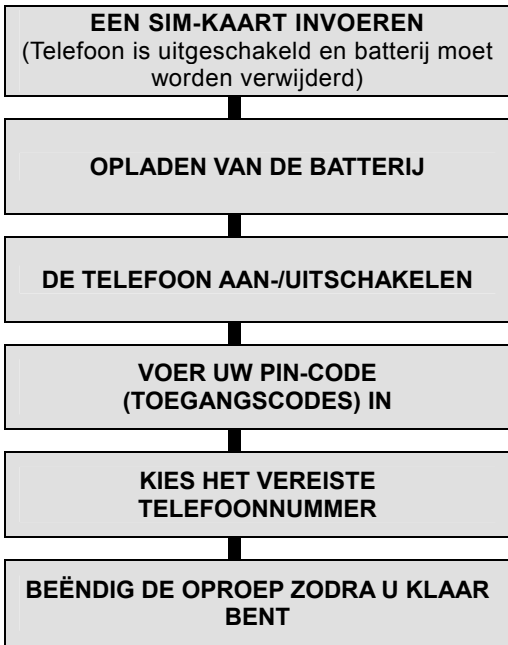 EEN SIM-KAART INVOEREN
(Telefoon is uitgeschakeld en batterij moet
worden verwijderd)
OPLADEN VAN DE BATTERIJ
DE TELEFOON AAN-/UITSCHAKELEN
VOER UW PIN-CODE
(TOEGANGSCODES) IN
KIES HET VEREISTE
TELEFOONNUMMER
BEËNDIG DE OPROEP ZODRA U KLAAR
BENT